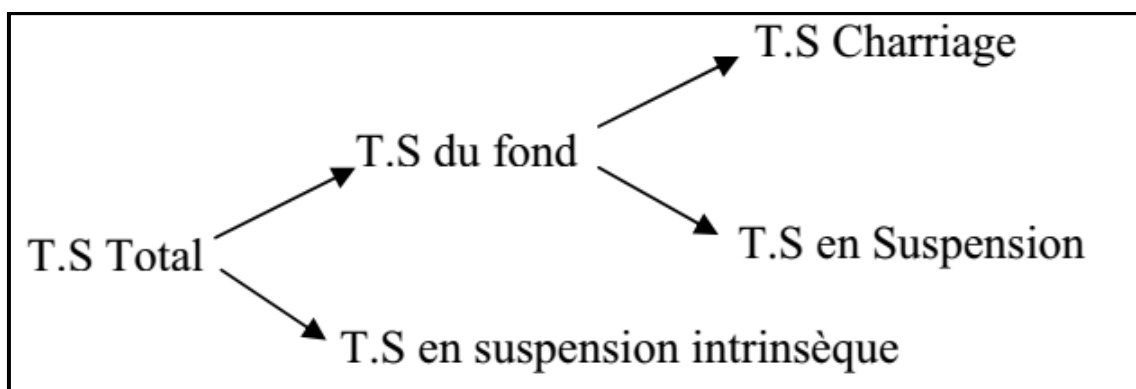 T.S Charriage
T.S du fond
T.S en Suspension
T.S Total
T.S en suspension intrinsèque